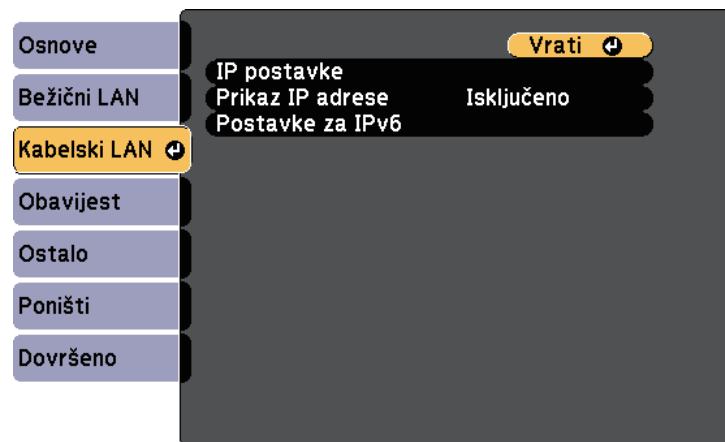 Osnove
Bežični LAN
Kabelski LAN
Obavijest
Ostalo
Poništi
Dovršeno
Vrati
IP postavke
Prikaz IP adrese Isključeno
Postavke za IPv6